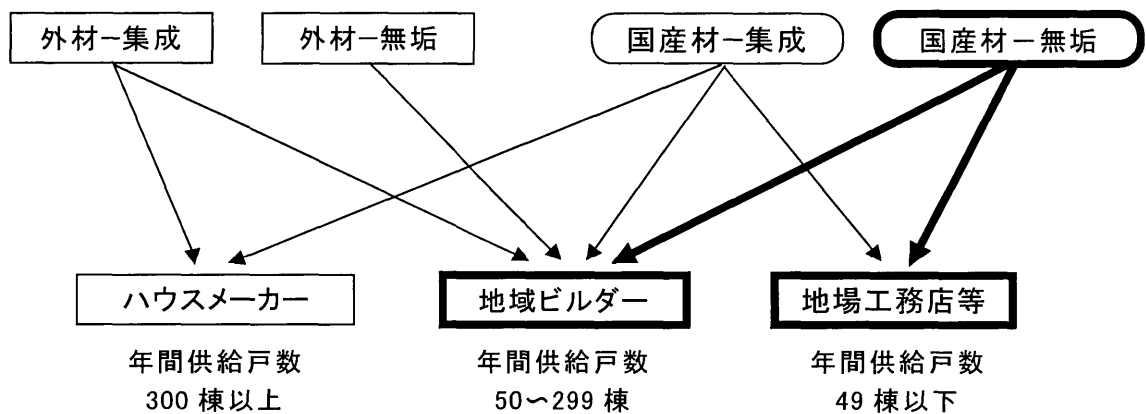 外材－集成
外材－無垢
国産材－集成
国産材－無垢
ハウスメーカー
地域ビルダー
地場工務店等
年間供給戸数
300 棟以上
年間供給戸数
50～299 棟
年間供給戸数
49 棟以下